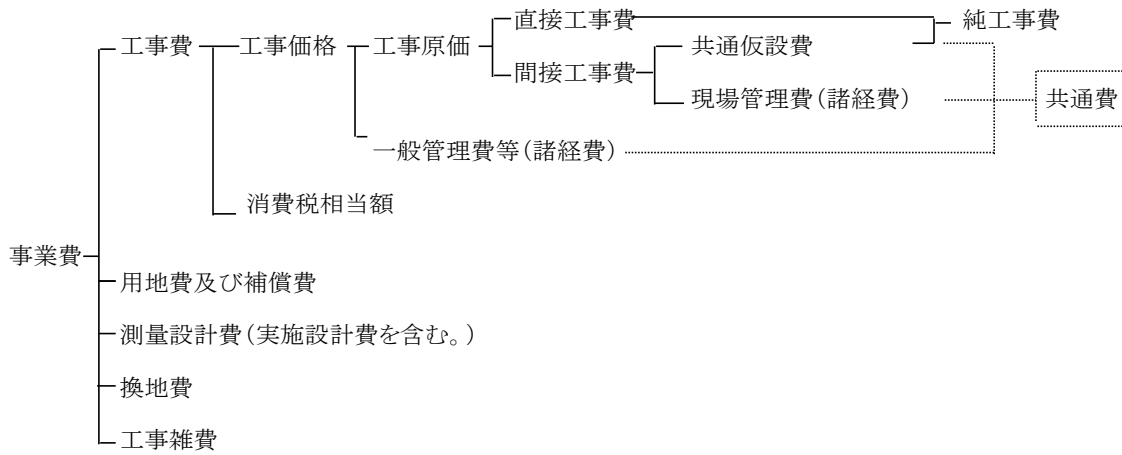 直接工事費
純工事費
工事費
工事価格
工事原価
共通仮設費
間接工事費
現場管理費(諸経費)
共通費
一般管理費等(諸経費)
消費税相当額
事業費
用地費及び補償費
測量設計費(実施設計費を含む。)
換地費
工事雑費